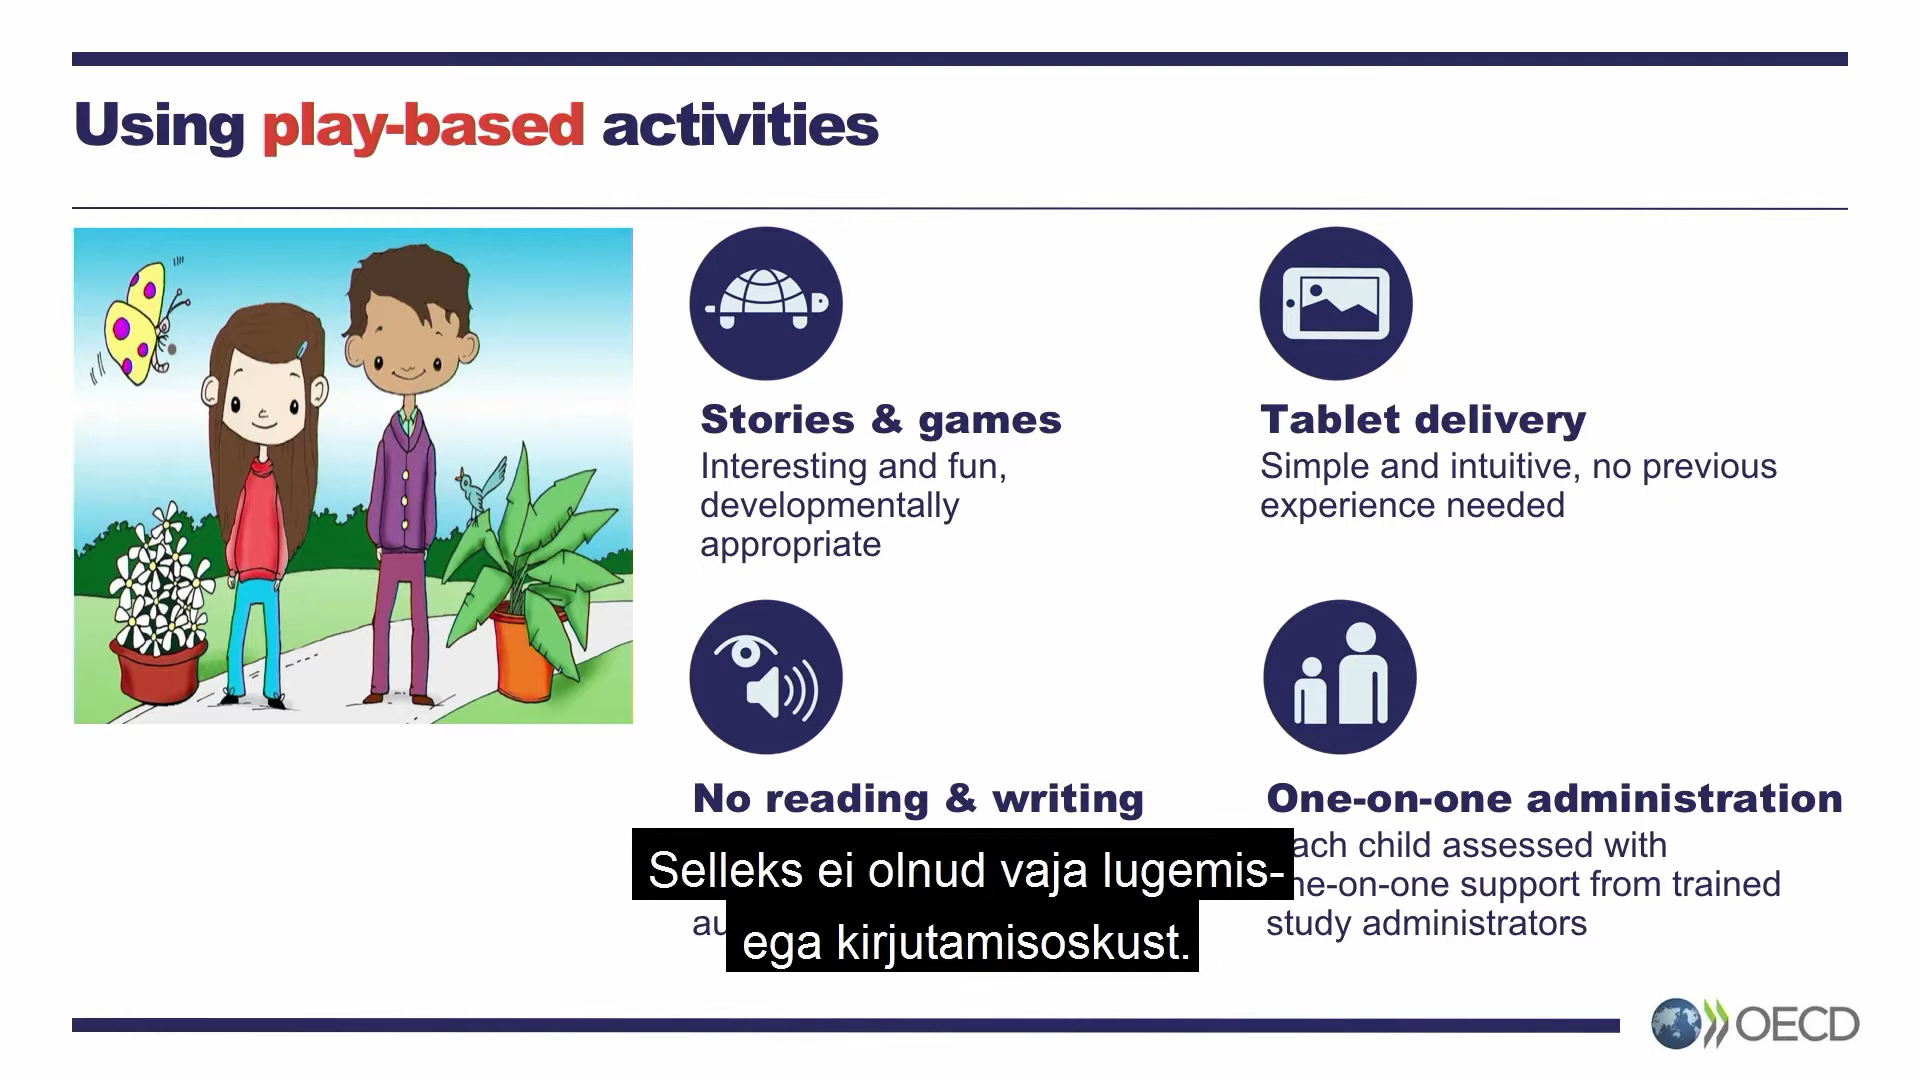 Using play-based activities
Stories & games
Interesting and fun,
developmentally
appropriate
Tablet delivery
Simple and intuitive, no previous
experience needed
No reading & writing
One-on-one administration
ach child assessed with
ne-on-one support from trained
study administrators
Selleks ei olnud vaja lugemis-
ega kirjutamisoskust.
OECD